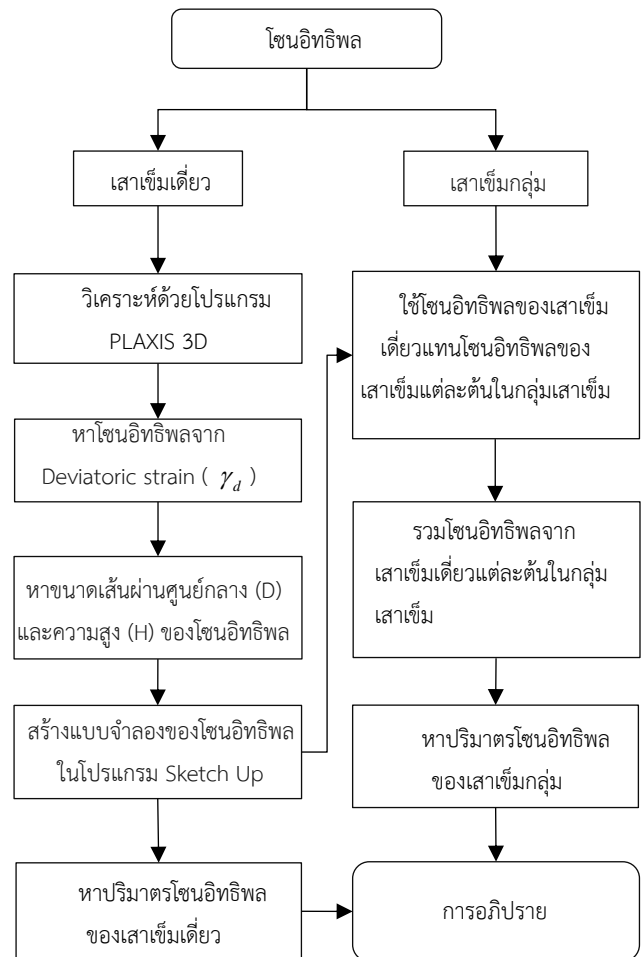 โซนอิทธิพล
เสาเข็มเดี่ยว
วิเคราะห์ด้วยโปรแกรม
PLAXIS 3D
หาโซนอิทธิพลจาก
Deviatoric strain ( γd )
หาขนาดเส้นผ่านศูนย์กลาง (D)
และความสูง (H) ของโซนอิทธิพล
สร้างแบบจำลองของโซนอิทธิพล
ในโปรแกรม Sketch Up
หาปริมาตรโซนอิทธิพล
ของเสาเข็มเดี่ยว
เสาเข็มกลุ่ม
ใช้โซนอิทธิพลของเสาเข็ม
เดี่ยวแทนโซนอิทธิพลของ
เสาเข็มแต่ละต้นในกลุ่มเสาเข็ม
รวมโซนอิทธิพลจาก
เสาเข็มเดี่ยวแต่ละต้นในกลุ่ม
เสาเข็ม
หาปริมาตรโซนอิทธิพล
ของเสาเข็มกลุ่ม
การอภิปราย